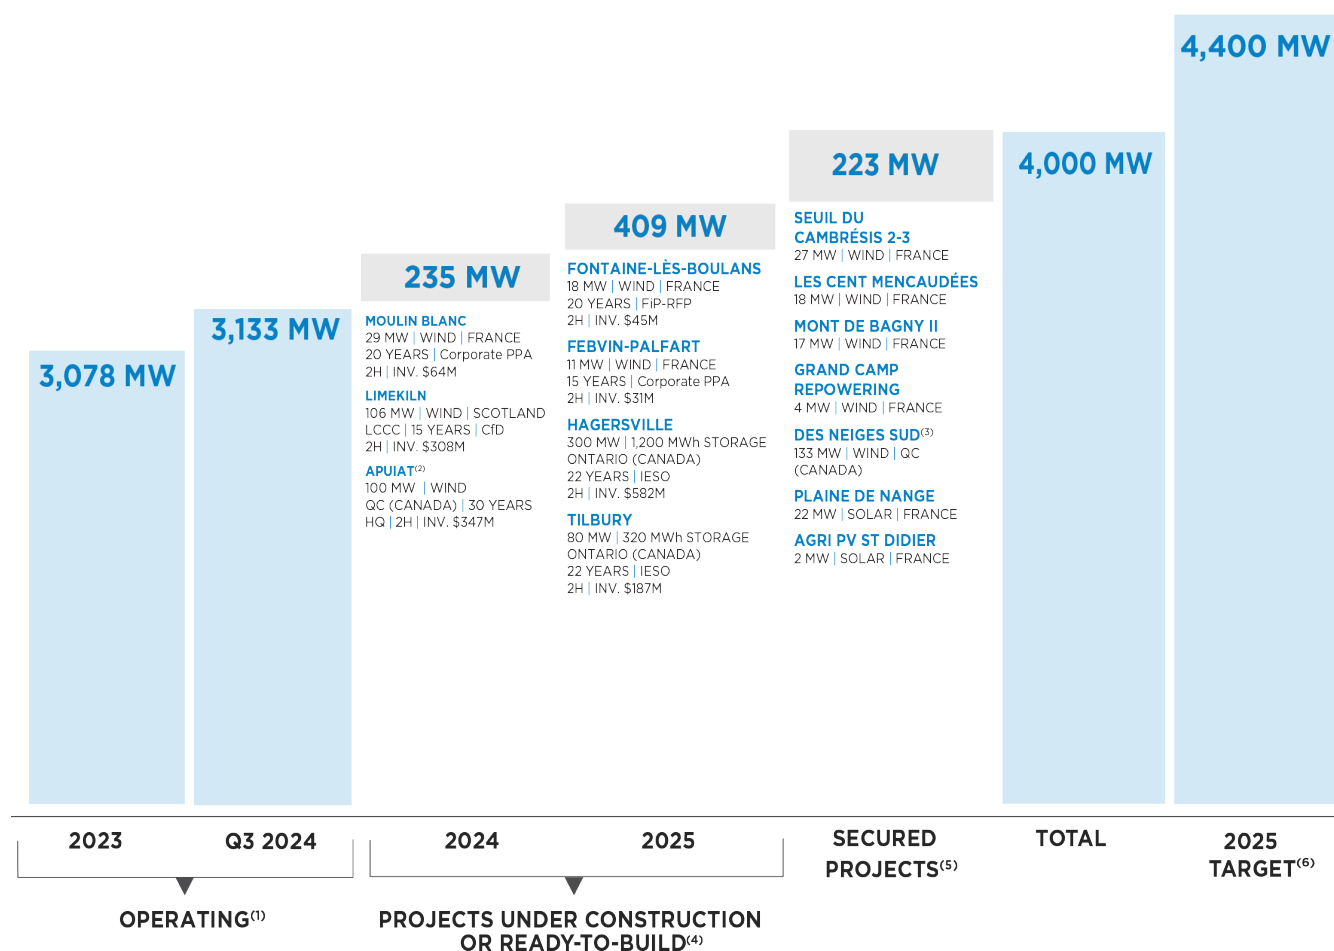 3,078 MW
3,133 MW
235 MW
MOULIN BLANC
29 MW | WIND | FRANCE
20 YEARS | Corporate PPA
2H | INV. $64M
LIMEKILN
106 MW | WIND | SCOTLAND
LCCC | 15 YEARS | CfD
2H | INV. $308M
APUIAT(2)
100 MW | WIND
QC (CANADA) | 30 YEARS
HQ | 2H | INV. $347M
409 MW
FONTAINE-LÈS-BOULANS
18 MW | WIND | FRANCE
20 YEARS | FiP-RFP
2H | INV. $45M
FEBVIN-PALFART
11 MW | WIND | FRANCE
15 YEARS | Corporate PPA
2H | INV. $31M
HAGERSVILLE
300 MW | 1,200 MWh STORAGE
ONTARIO (CANADA)
22 YEARS | IESO
2H | INV. $582M
TILBURY
80 MW | 320 MWh STORAGE
ONTARIO (CANADA)
22 YEARS | IESO
2H | INV. $187M
223 MW
SEUIL DU
CAMBRÉSIS 2-3
27 MW | WIND | FRANCE
LES CENT MENCAUDÉES
18 MW | WIND | FRANCE
MONT DE BAGNY II
17 MW | WIND | FRANCE
GRAND CAMP
REPOWERING
4 MW | WIND | FRANCE
DES NEIGES SUD(3)
133 MW | WIND | QC
(CANADA)
PLAINE DE NANGE
22 MW | SOLAR | FRANCE
AGRI PV ST DIDIER
2 MW | SOLAR | FRANCE
4,000 MW
4,400 MW
2023
Q3 2024
2024
2025
SECURED
PROJECTS(5)
TOTAL
2025
TARGET(6)
OPERATING(1)
PROJECTS UNDER CONSTRUCTION
OR READY-TO-BUILD(4)